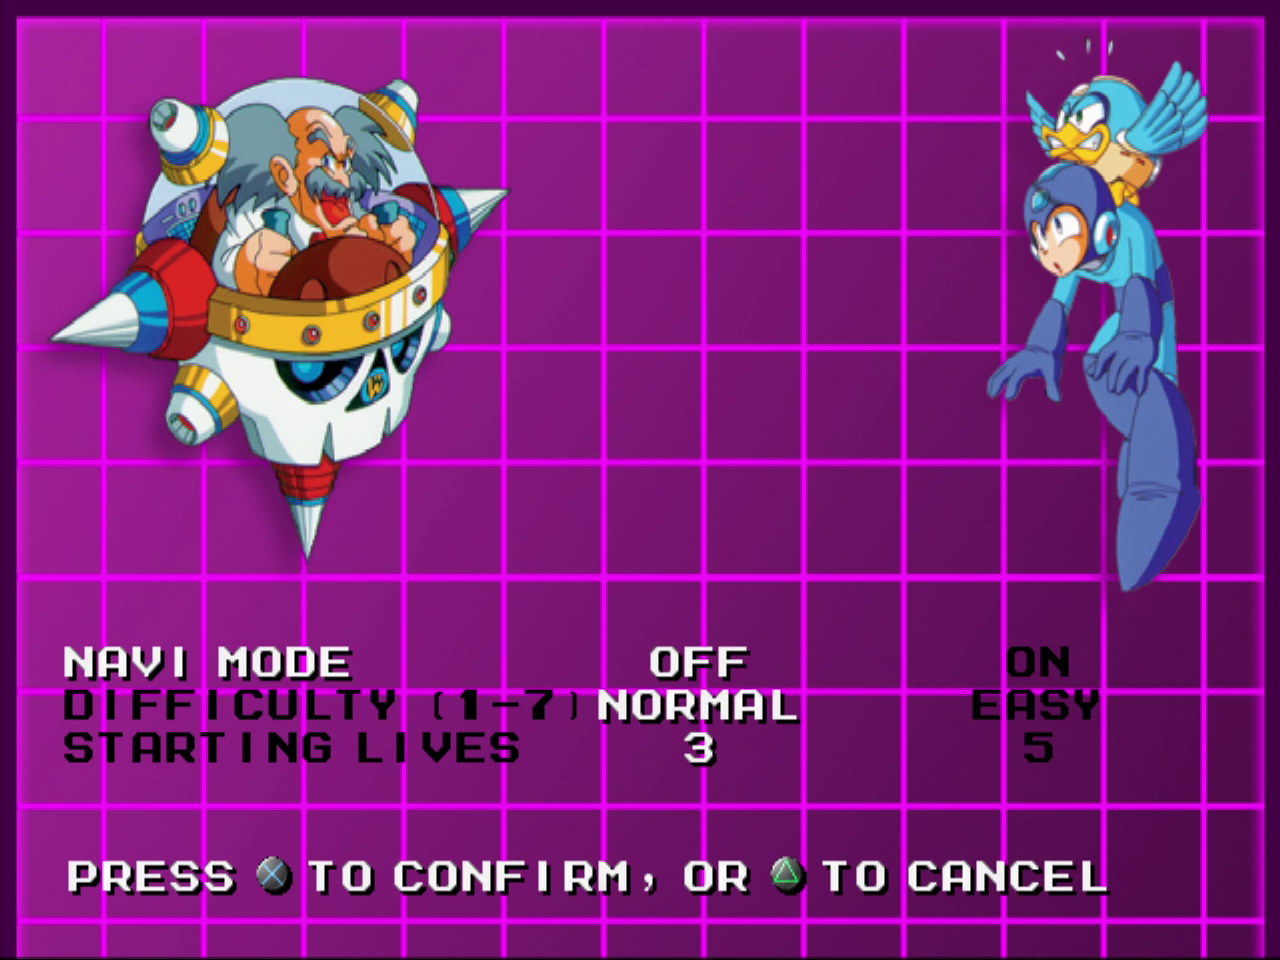 NAVI MODE OFF ON
DIFFICULTY (1-7) NORMAL EASY
STARTING LIVES 3 5
PRESS TO CONFIRM, OR TO CANCEL
W